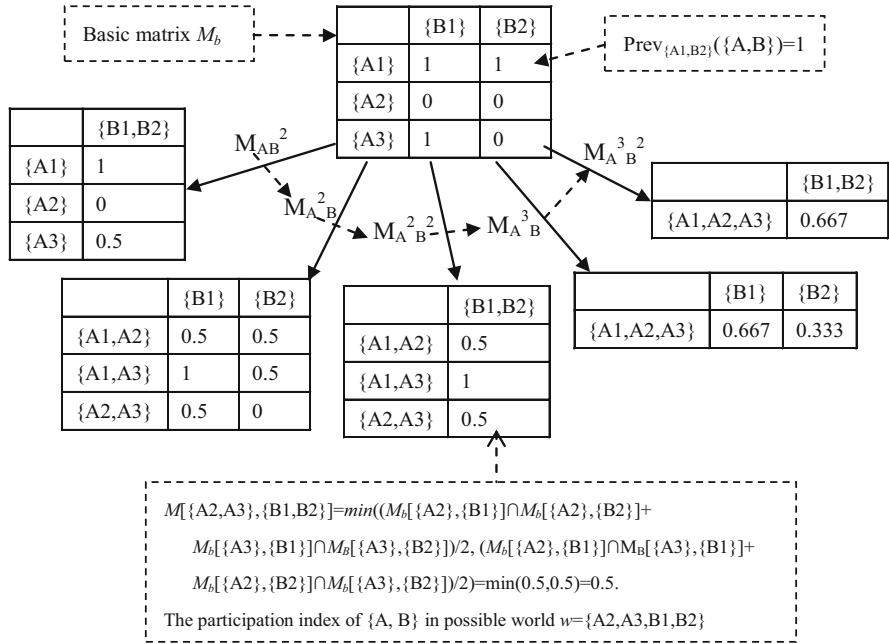 Basic matrix M_b
{B1} {B2}
{A1} 1 1
{A2} 0 0
{A3} 1 0
Prev_{A1,B2}({A,B})=1
{B1,B2}
{A1} 1
{A2} 0
{A3} 0.5
M_AB^2
M_A^2_B
M_A^2_B^2
M_A^3_B
M_A^3_B^2
{B1,B2}
{A1,A2,A3} 0.667
{B1} {B2}
{A1,A2} 0.5 0.5
{A1,A3} 1 0.5
{A2,A3} 0.5 0
{B1,B2}
{A1,A2} 0.5
{A1,A3} 1
{A2,A3} 0.5
{B1} {B2}
{A1,A2,A3} 0.667 0.333
M[{A2,A3},{B1,B2}]=min((M_b[{A2},{B1}]∩M_b[{A2},{B2}]+
M_b[{A3},{B1}]∩M_B[{A3},{B2}])/2, (M_b[{A2},{B1}]∩M_B[{A3},{B1}]+
M_b[{A2},{B2}]∩M_b[{A3},{B2}])/2)=min(0.5,0.5)=0.5.
The participation index of {A, B} in possible world w={A2,A3,B1,B2}